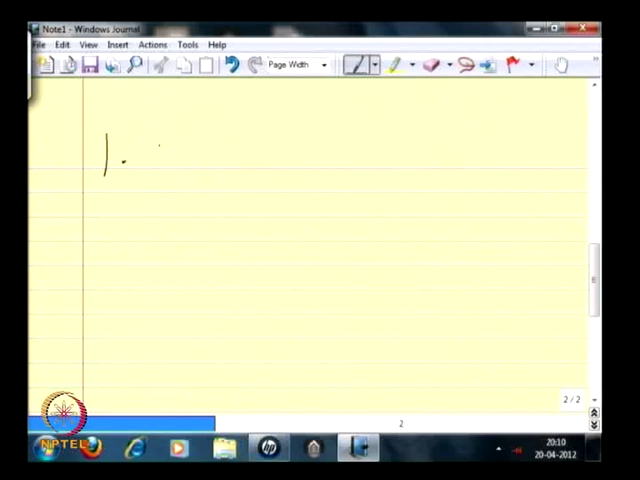 Note1 - Windows Journal
File Edit View Insert Actions Tools Help
Page Width
1.
2 / 2
2
NPTEL
20:10
20-04-2012